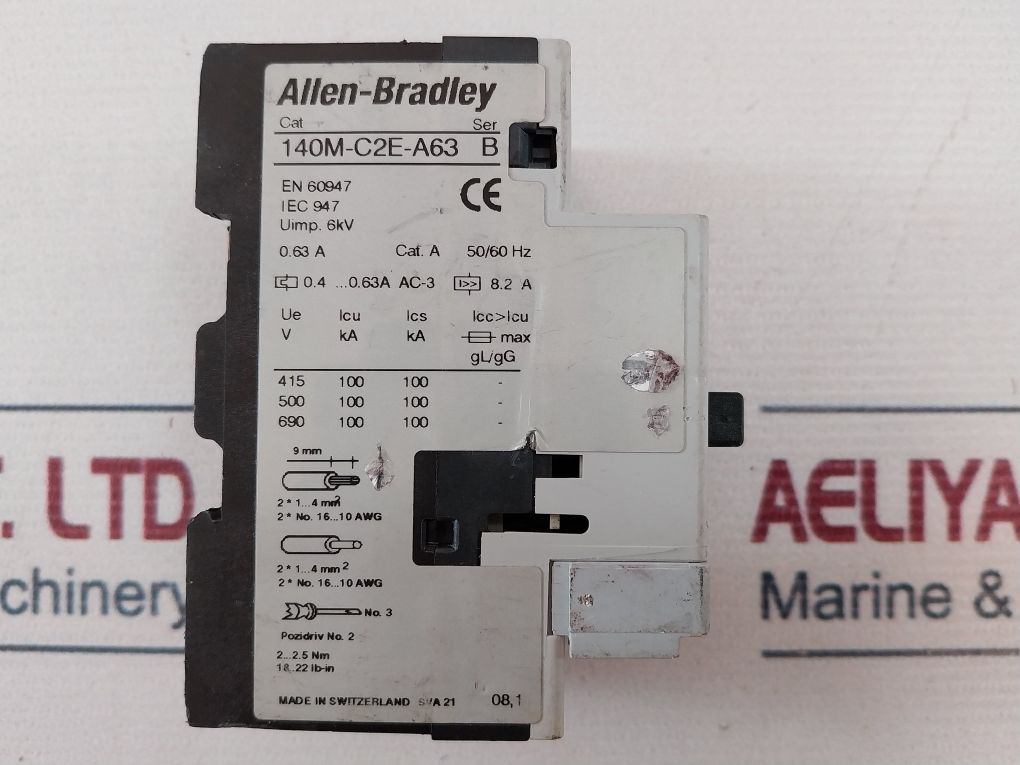 Allen-Bradley
Cat Ser
140M-C2E-A63 B
EN 60947
IEC 947
Uimp. 6kV
CE
0.63 A Cat. A 50/60 Hz
0.4 ...0.63A AC-3 I>> 8.2 A
Ue Icu Ics Icc>Icu
V kA kA max
gL/gG
415 100 100 -
500 100 100 -
690 100 100 -
9 mm
2 * 1...4 mm2
2 * No. 16...10 AWG
2 * 1...4 mm2
2 * No. 16...10 AWG
No. 3
Pozidriv No. 2
2...2.5 Nm
18..22 lb-in
MADE IN SWITZERLAND 21 08,1
T. LTD
chinery
AELIYA
Marine &